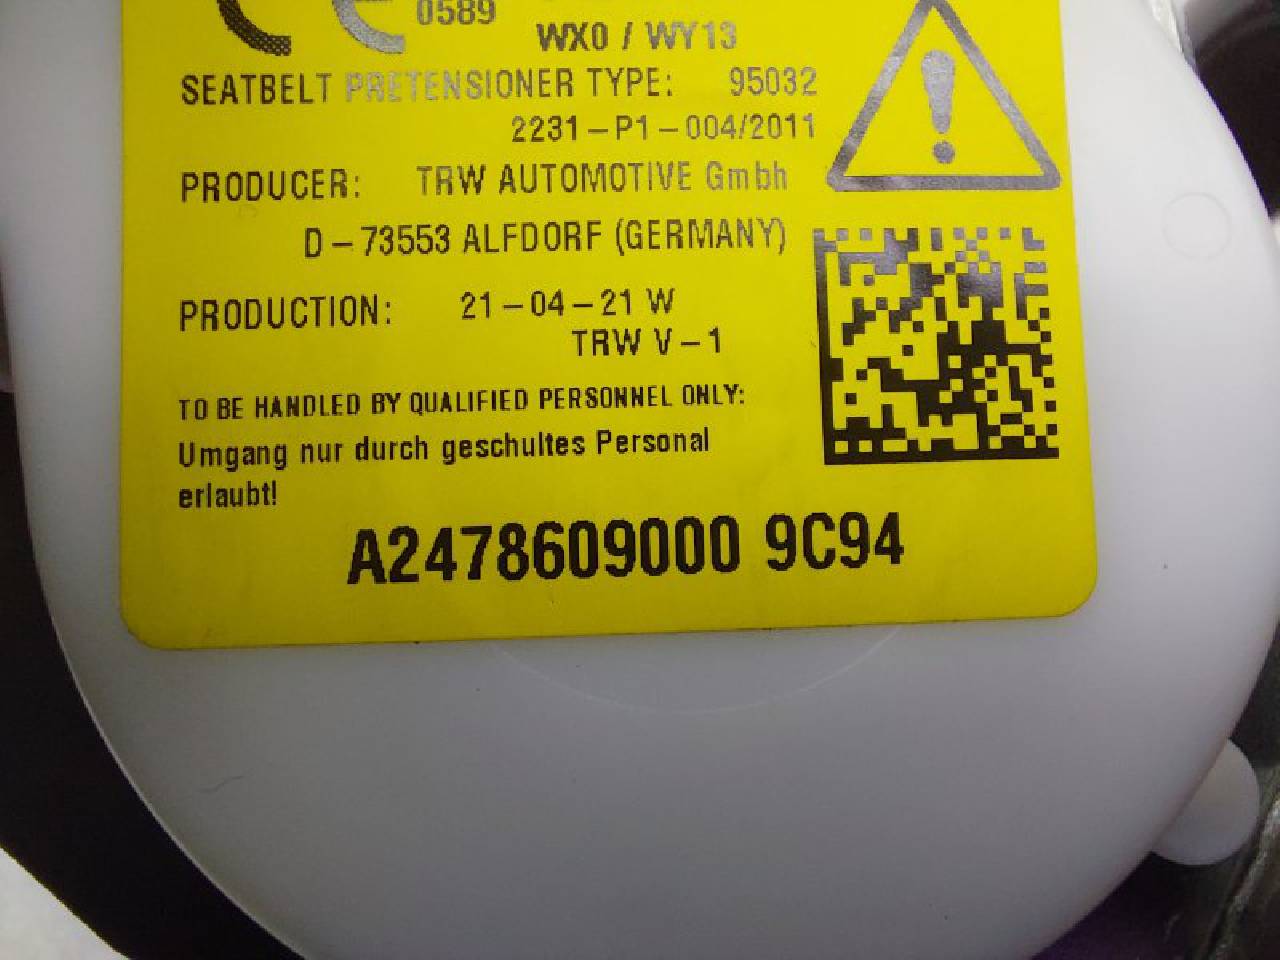 CE 0589
WX0 / WY13
SEATBELT PRETENSIONER TYPE: 95032
2231-P1-004/2011
PRODUCER: TRW AUTOMOTIVE Gmbh
D-73553 ALFDORF (GERMANY)
PRODUCTION: 21-04-21 W
TRW V-1
TO BE HANDLED BY QUALIFIED PERSONNEL ONLY:
Umgang nur durch geschultes Personal
erlaubt!
A2478609000 9C94